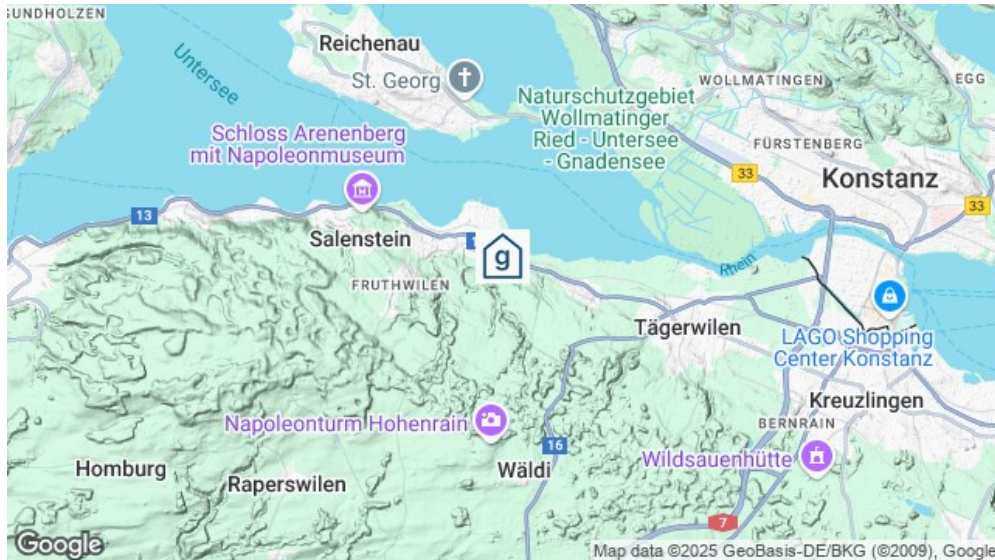 GUNDHOLZEN
Reichenau
St. Georg
Untersee
WOLLMATINGEN
EGG
Naturschutzgebiet
Wollmatinger
Ried - Untersee
- Gnadensee
FÜRSTENBERG
33
Konstanz
33
Schloss Arenenberg
mit Napoleonmuseum
13
Salenstein
g
FRUTHWILEN
Rhein
Tägerwilen
LAGO Shopping
Center Konstanz
Kreuzlingen
BERNRAIN
Napoleonturm Hohenrain
16
Wäldi
Wildsauenhütte
Homburg
Raperswilen
7
Google
Map data ©2025 GeoBasis-DE/BKG (©2009), Google